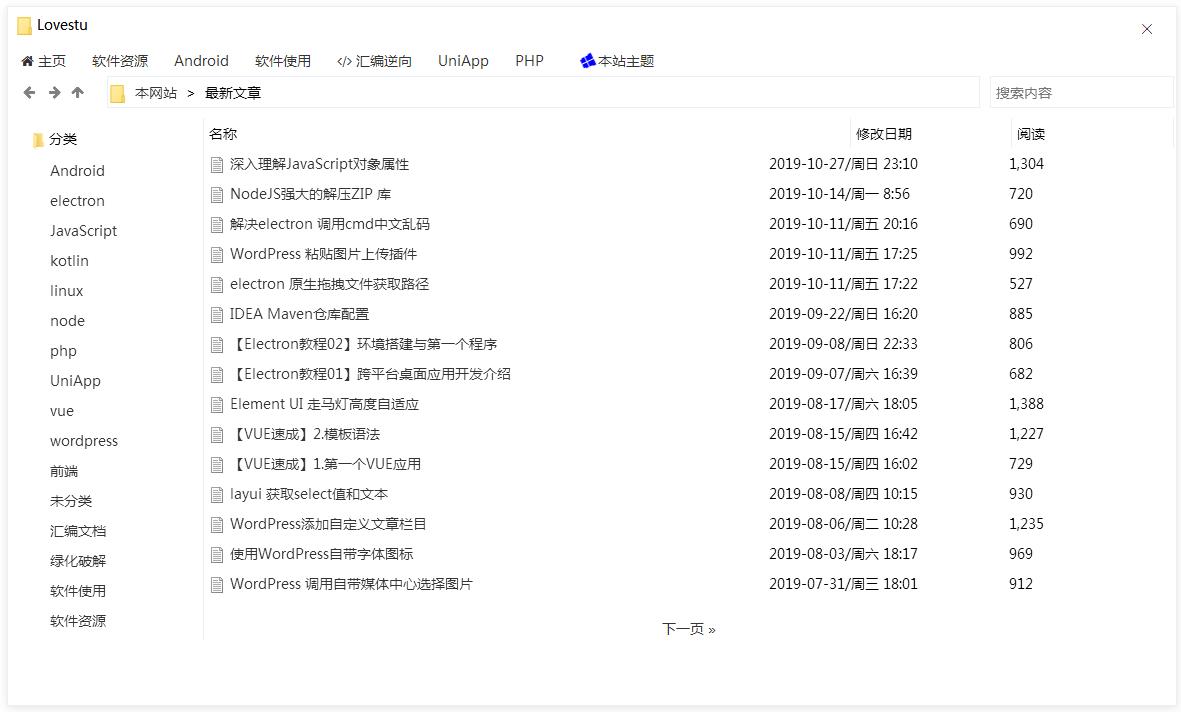 Lovestu
主页 软件资源 Android 软件使用 </> 汇编逆向 UniApp PHP 本站主题
本网站 > 最新文章 搜索内容
分类
Android
electron
JavaScript
kotlin
linux
node
php
UniApp
vue
wordpress
前端
未分类
汇编文档
绿化破解
软件使用
软件资源
名称 修改日期 阅读
深入理解JavaScript对象属性 2019-10-27/周日 23:10 1,304
NodeJS强大的解压ZIP 库 2019-10-14/周一 8:56 720
解决electron 调用cmd中文乱码 2019-10-11/周五 20:16 690
WordPress 粘贴图片上传插件 2019-10-11/周五 17:25 992
electron 原生拖拽文件获取路径 2019-10-11/周五 17:22 527
IDEA Maven仓库配置 2019-09-22/周日 16:20 885
【Electron教程02】环境搭建与第一个程序 2019-09-08/周日 22:33 806
【Electron教程01】跨平台桌面应用开发介绍 2019-09-07/周六 16:39 682
Element UI 走马灯高度自适应 2019-08-17/周六 18:05 1,388
【VUE速成】2.模板语法 2019-08-15/周四 16:42 1,227
【VUE速成】1.第一个VUE应用 2019-08-15/周四 16:02 729
layui 获取select值和文本 2019-08-08/周四 10:15 930
WordPress添加自定义文章栏目 2019-08-06/周二 10:28 1,235
使用WordPress自带字体图标 2019-08-03/周六 18:17 969
WordPress 调用自带媒体中心选择图片 2019-07-31/周三 18:01 912
下一页 »